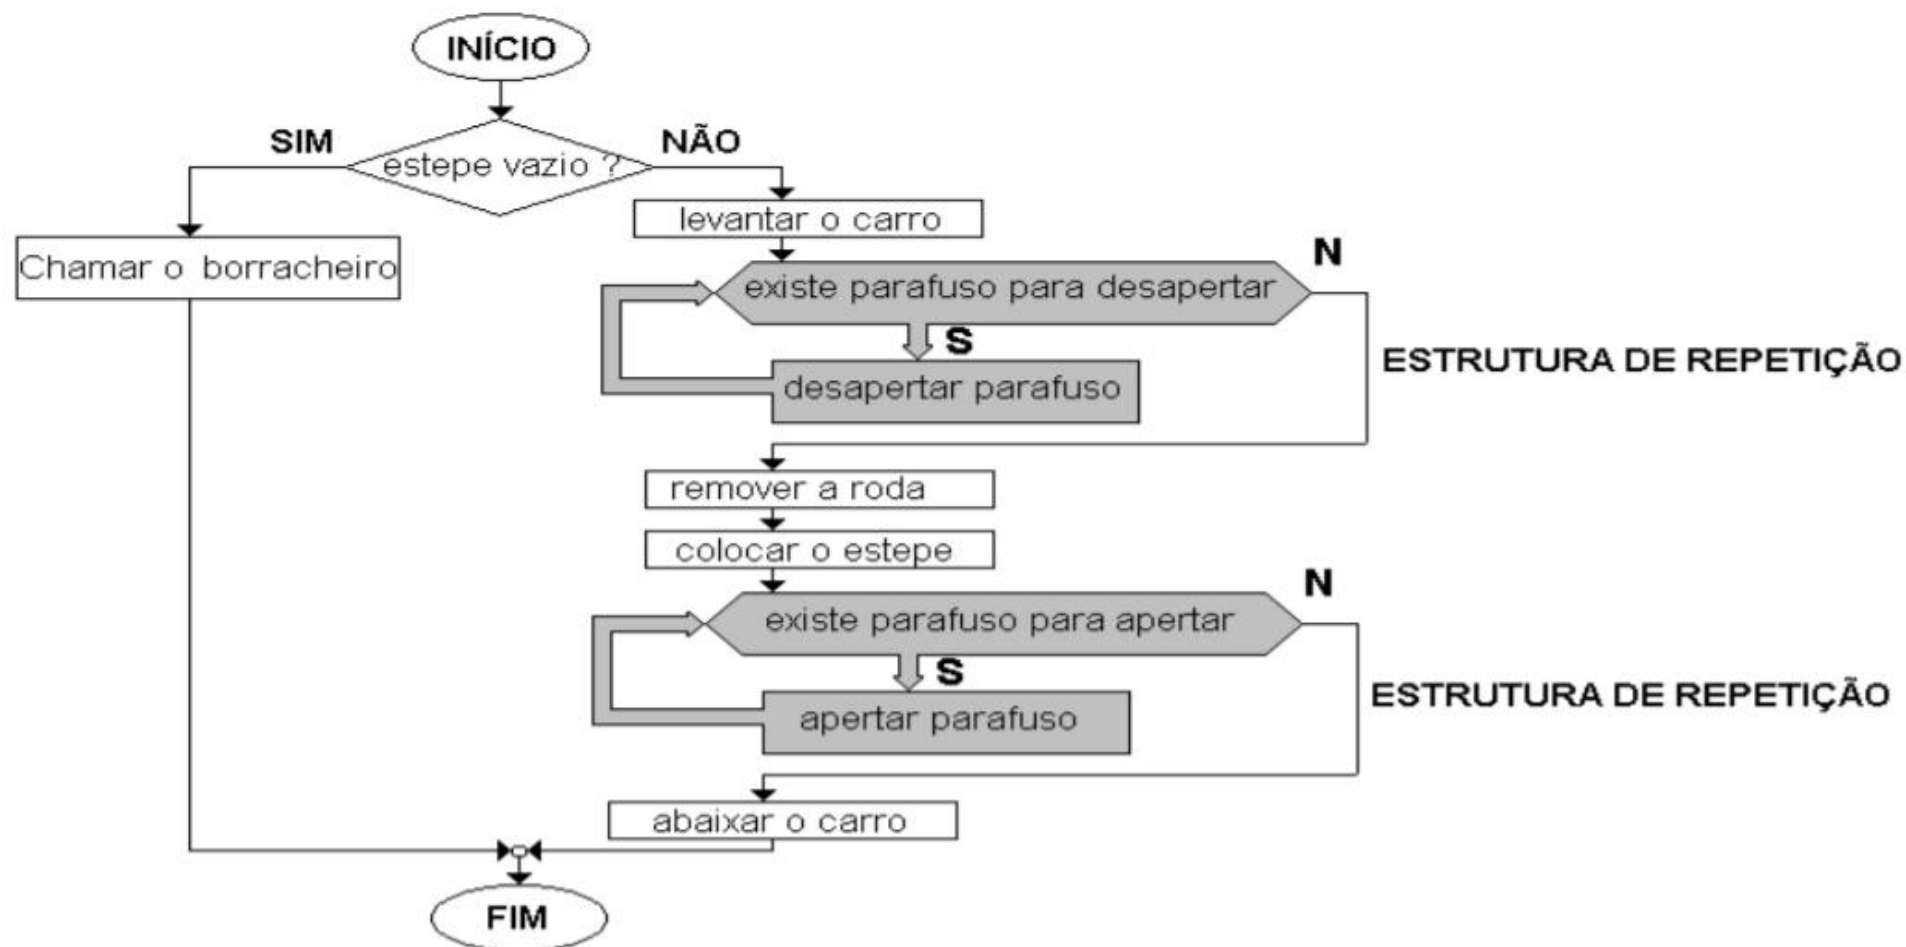 INÍCIO
SIM
NÃO
estepe vazio ?
levantar o carro
Chamar o borracheiro
N
existe parafuso para desapertar
S
ESTRUTURA DE REPETIÇÃO
desapertar parafuso
remover a roda
colocar o estepe
N
existe parafuso para apertar
S
ESTRUTURA DE REPETIÇÃO
apertar parafuso
abaixar o carro
FIM